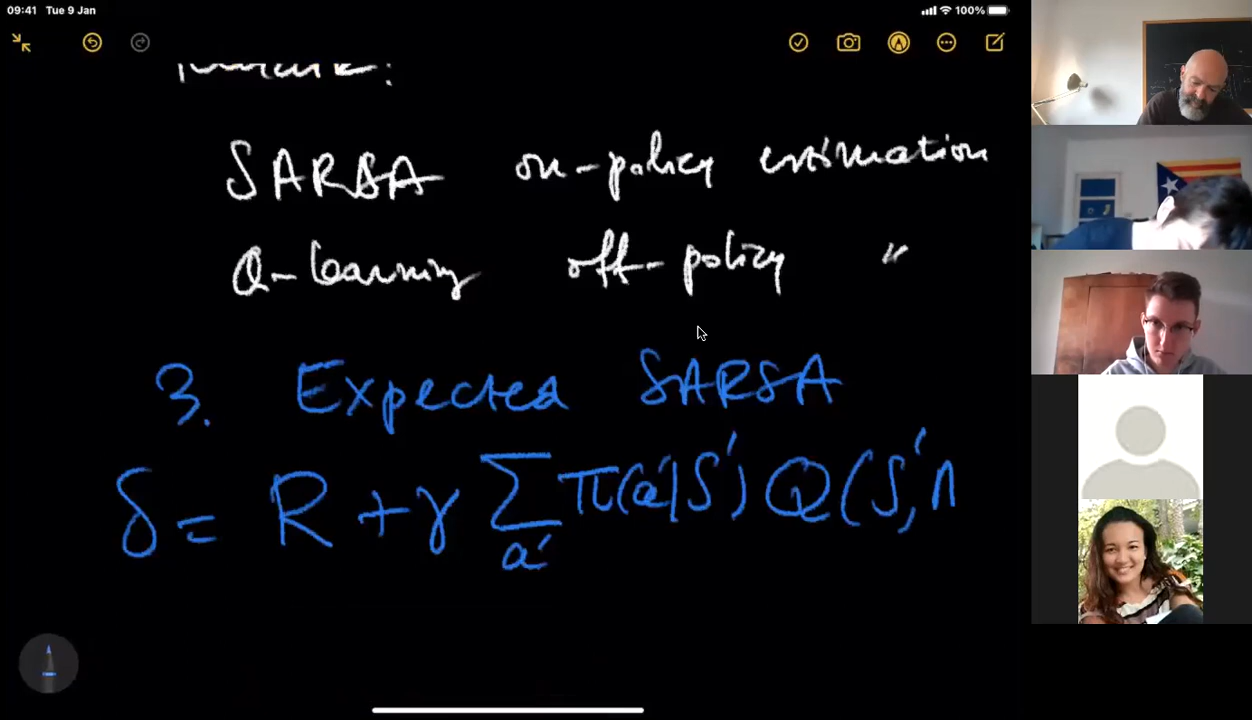 09:41 Tue 9 Jan 100%
SARSA on-policy estimation
Q-learning off-policy "
3. Expected SARSA
δ = R + γ Σ π(a'|S') Q(S',
a'